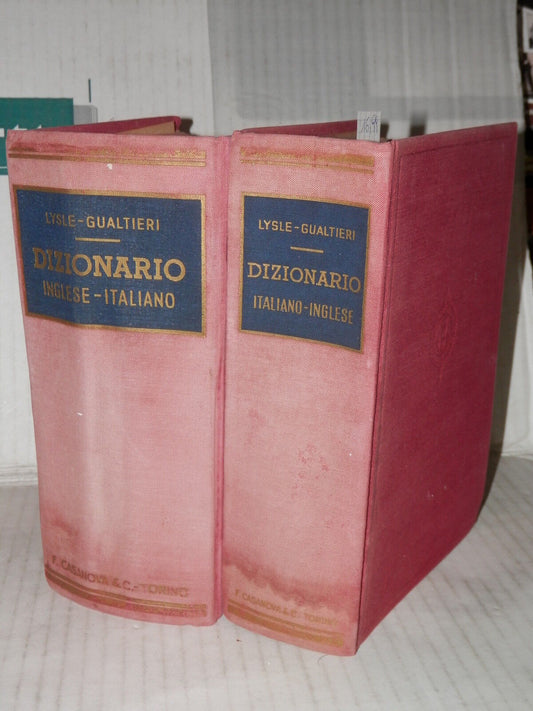 LYSLE-GUALTIERI
DIZIONARIO
INGLESE-ITALIANO
F. CASANOVA & C.-TORINO
LYSLE-GUALTIERI
DIZIONARIO
ITALIANO-INGLESE
F. CASANOVA & C.-TORINO